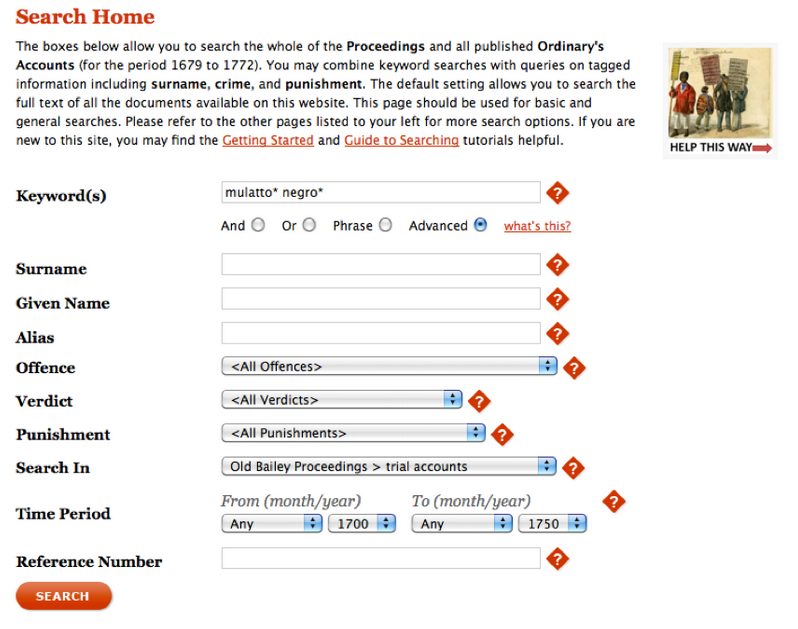 Search Home
The boxes below allow you to search the whole of the Proceedings and all published Ordinary's
Accounts (for the period 1679 to 1772). You may combine keyword searches with queries on tagged
information including surname, crime, and punishment. The default setting allows you to search the
full text of all the documents available on this website. This page should be used for basic and
general searches. Please refer to the other pages listed to your left for more search options. If you are
new to this site, you may find the Getting Started and Guide to Searching tutorials helpful.
HELP THIS WAY
Keyword(s) mulatto* negro* ?
And Or Phrase Advanced what's this?
Surname ?
Given Name ?
Alias ?
Offence <All Offences> ?
Verdict <All Verdicts> ?
Punishment <All Punishments> ?
Search In Old Bailey Proceedings > trial accounts ?
From (month/year) To (month/year) ?
Time Period Any 1700 Any 1750
Reference Number ?
SEARCH